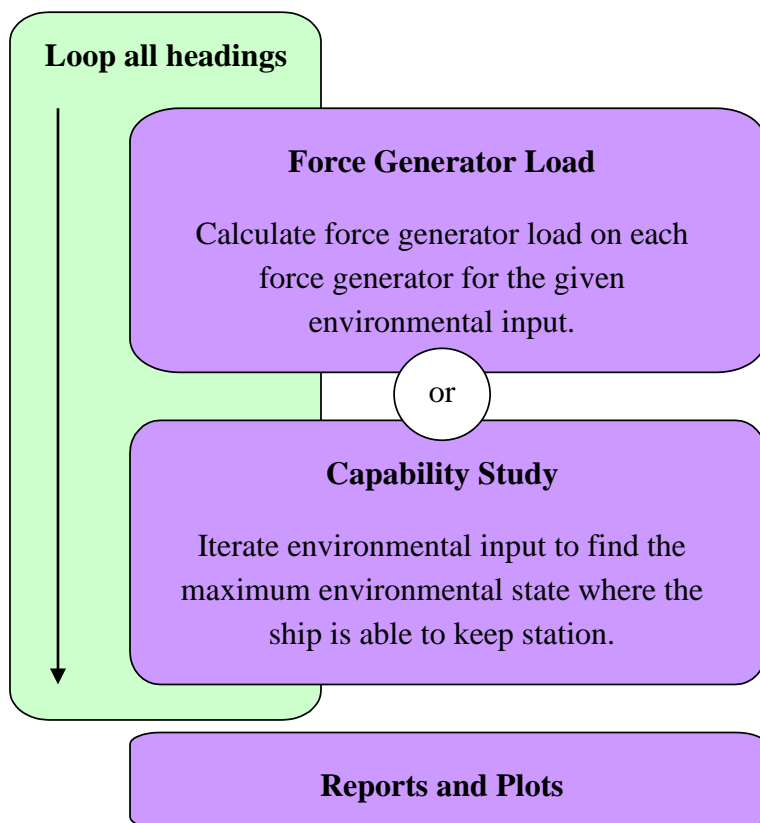 Loop all headings
Force Generator Load
Calculate force generator load on each
force generator for the given
environmental input.
or
Capability Study
Iterate environmental input to find the
maximum environmental state where the
ship is able to keep station.
Reports and Plots